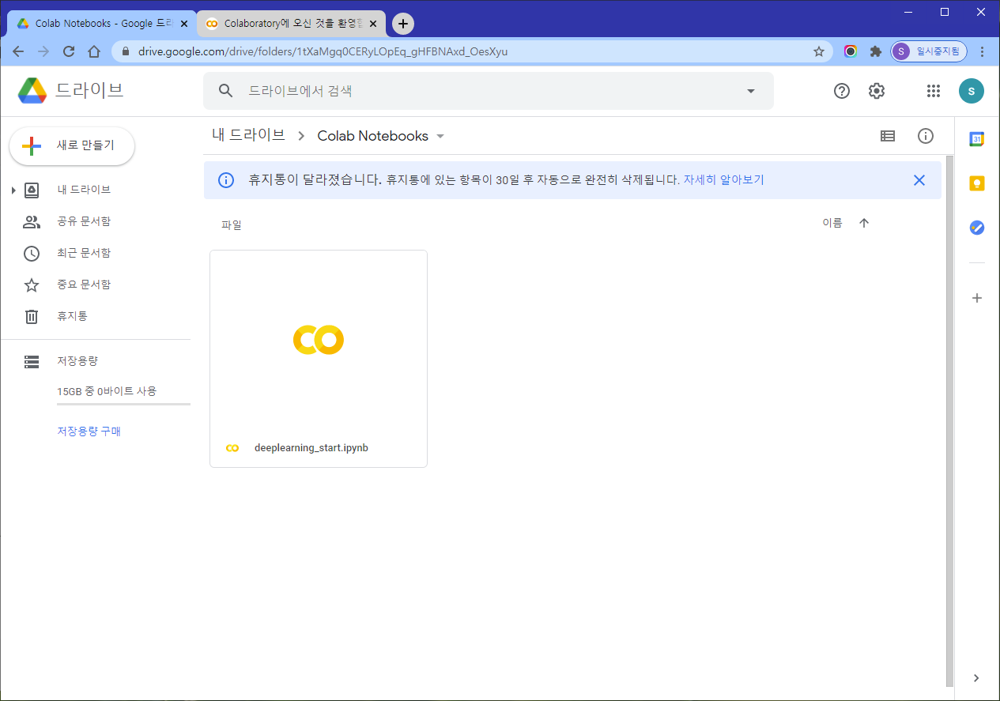 Colab Notebooks - Google 드라
Colaboratory에 오신 것을 환영합
drive.google.com/drive/folders/1tXaMgq0CERyLOpEq_gHFBNAxd_OesXyu
S 일시중지됨
드라이브
드라이브에서 검색
S
새로 만들기
내 드라이브 > Colab Notebooks
31
휴지통이 달라졌습니다. 휴지통에 있는 항목이 30일 후 자동으로 완전히 삭제됩니다. 자세히 알아보기
내 드라이브
공유 문서함
최근 문서함
중요 문서함
휴지통
저장용량
15GB 중 0바이트 사용
저장용량 구매
파일
이름
deeplearning_start.ipynb